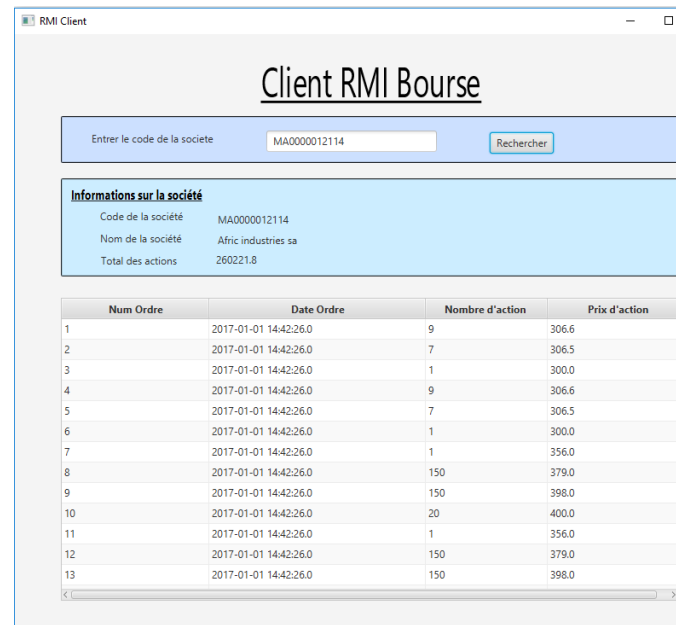 RMI Client
Client RMI Bourse
Entrer le code de la societe MA0000012114 Rechercher
Informations sur la société
Code de la société MA0000012114
Nom de la société Afric industries sa
Total des actions 260221.8
Num Ordre Date Ordre Nombre d'action Prix d'action
1 2017-01-01 14:42:26.0 9 306.6
2 2017-01-01 14:42:26.0 7 306.5
3 2017-01-01 14:42:26.0 1 300.0
4 2017-01-01 14:42:26.0 9 306.6
5 2017-01-01 14:42:26.0 7 306.5
6 2017-01-01 14:42:26.0 1 300.0
7 2017-01-01 14:42:26.0 1 356.0
8 2017-01-01 14:42:26.0 150 379.0
9 2017-01-01 14:42:26.0 150 398.0
10 2017-01-01 14:42:26.0 20 400.0
11 2017-01-01 14:42:26.0 1 356.0
12 2017-01-01 14:42:26.0 150 379.0
13 2017-01-01 14:42:26.0 150 398.0